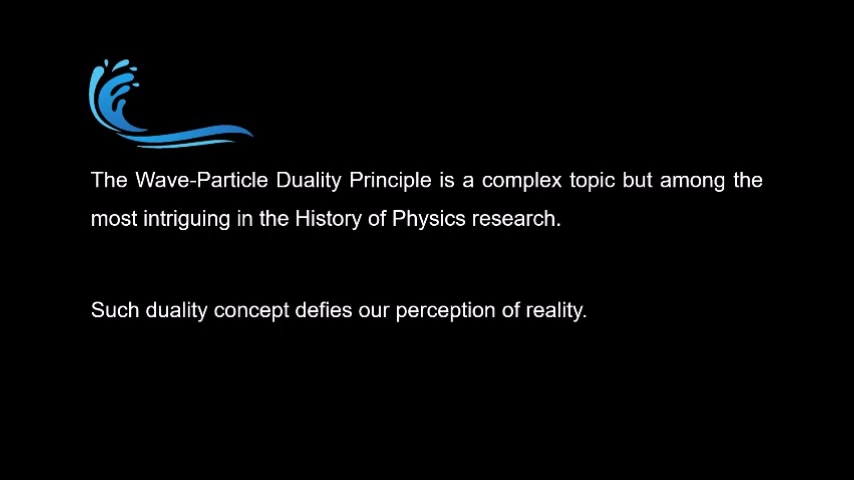 The Wave-Particle Duality Principle is a complex topic but among the
most intriguing in the History of Physics research.
Such duality concept defies our perception of reality.